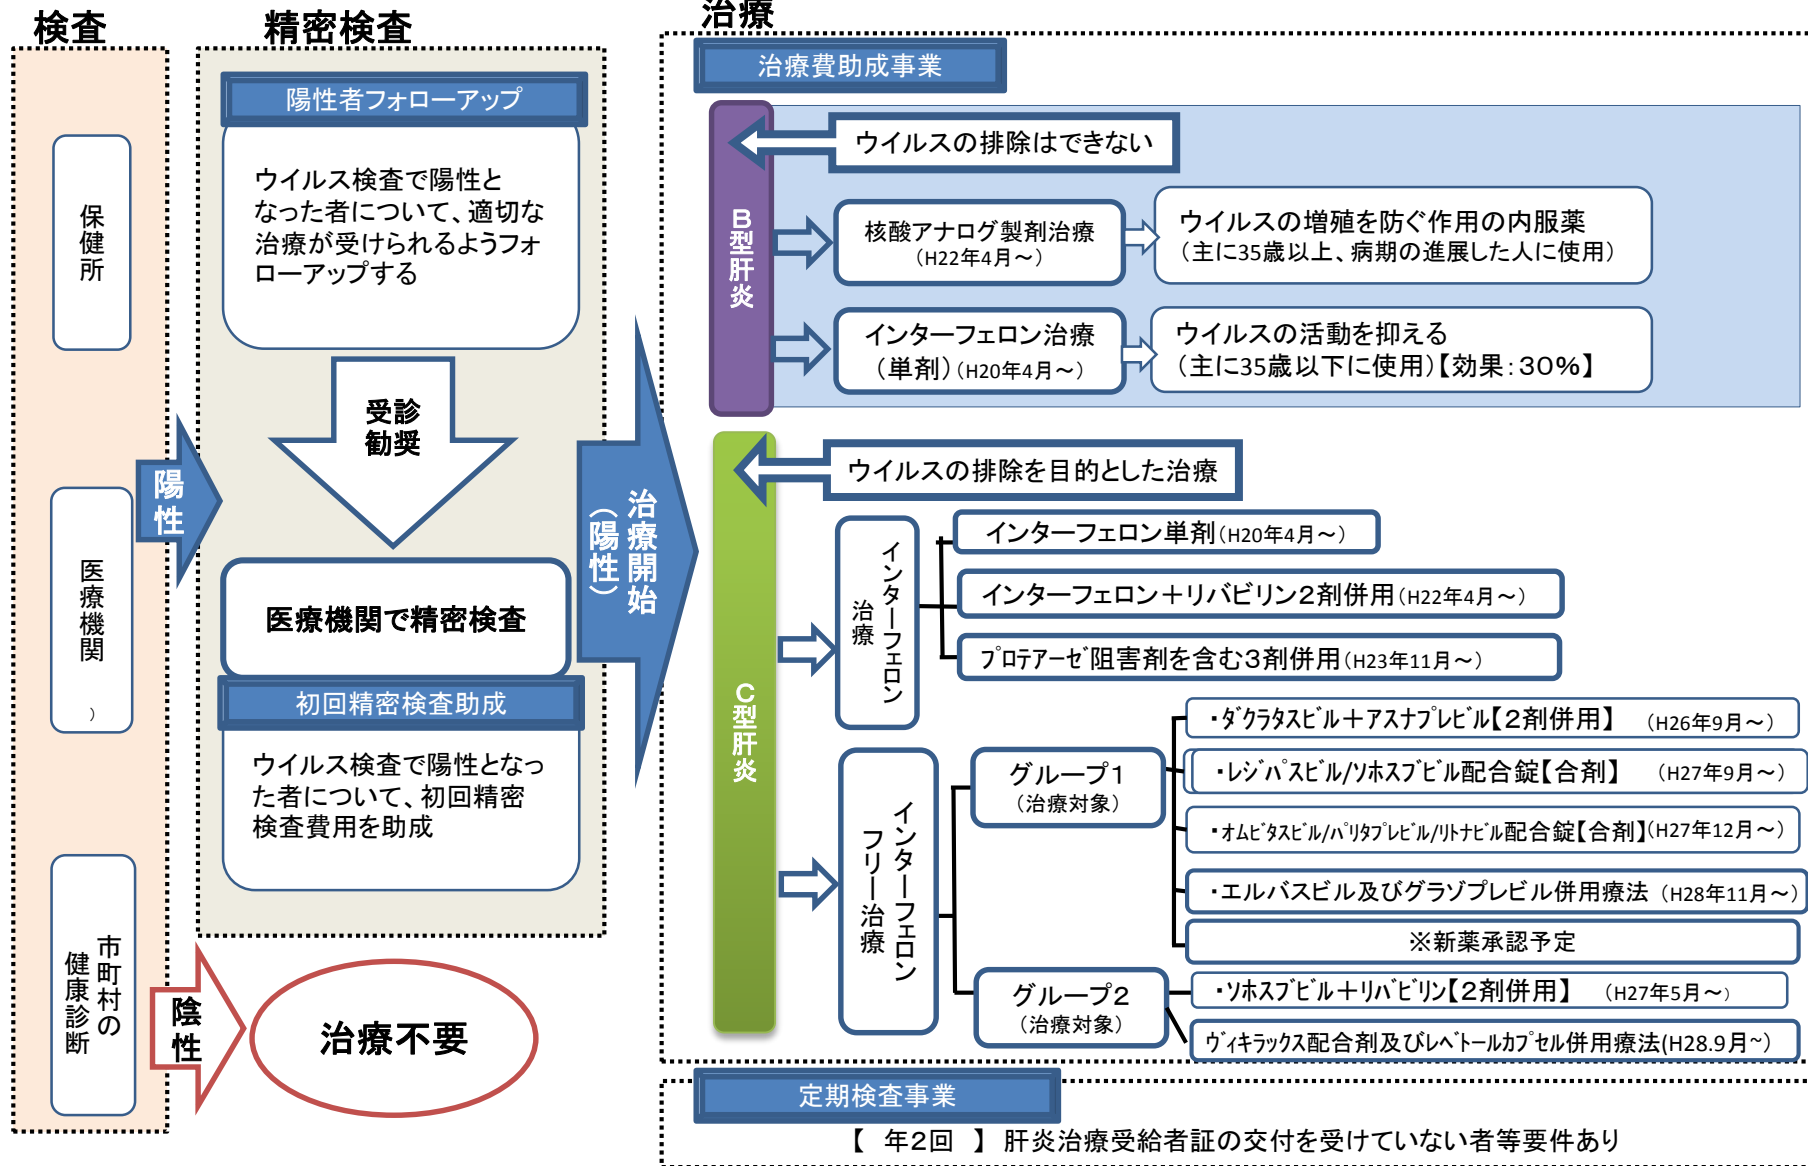 検査
保健所
医療機関
）
市町村の
健康診断
陽性
陰性
治療不要
精密検査
陽性者フォローアップ
ウイルス検査で陽性と
なった者について、適切な
治療が受けられるようフォ
ローアップする
受診
勧奨
医療機関で精密検査
初回精密検査助成
ウイルス検査で陽性となっ
た者について、初回精密
検査費用を助成
治療開始
（陽性）
治療
治療費助成事業
B型肝炎
ウイルスの排除はできない
核酸アナログ製剤治療
（H22年4月～）
ウイルスの増殖を防ぐ作用の内服薬
（主に35歳以上、病期の進展した人に使用）
インターフェロン治療
（単剤）（H20年4月～）
ウイルスの活動を抑える
（主に35歳以下に使用）【効果：30％】
C型肝炎
ウイルスの排除を目的とした治療
インターフェロン
治療
インターフェロン単剤（H20年4月～）
インターフェロン＋リバビリン2剤併用（H22年4月～）
ﾌﾟﾛﾃｱｰｾﾞ阻害剤を含む3剤併用（H23年11月～）
インターフェロン
フリー治療
グループ1
（治療対象）
・ﾀﾞｸﾗﾀｽﾋﾞﾙ＋ｱｽﾅﾌﾟﾚﾋﾞﾙ【2剤併用】　（H26年9月～）
・ﾚｼﾞﾊﾟｽﾋﾞﾙ/ｿﾎｽﾌﾞﾋﾞﾙ配合錠【合剤】　（H27年9月～）
・ｵﾑﾋﾞﾀｽﾋﾞﾙ/ﾊﾟﾘﾀﾌﾟﾚﾋﾞﾙ/ﾘﾄﾅﾋﾞﾙ配合錠【合剤】（H27年12月～）
・エルバスビル及びグラゾプレビル併用療法（H28年11月～）
※新薬承認予定
グループ2
（治療対象）
・ｿﾎｽﾌﾞﾋﾞﾙ＋ﾘﾊﾞﾋﾞﾘﾝ【2剤併用】　（H27年5月～）
ｳﾞｨｷﾗｯｸｽ配合剤及びﾚﾍﾞﾄｰﾙｶﾌﾟｾﾙ併用療法(H28.9月~）
定期検査事業
【　年2回　】 肝炎治療受給者証の交付を受けていない者等要件あり